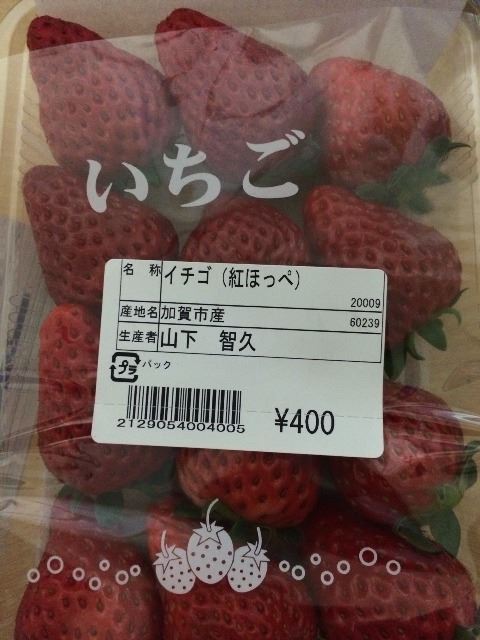 いちご
名 称 イチゴ（紅ほっぺ）
20009
産地名 加賀市産
60239
生産者 山下 智久
プラ パック
2129054004005
¥400